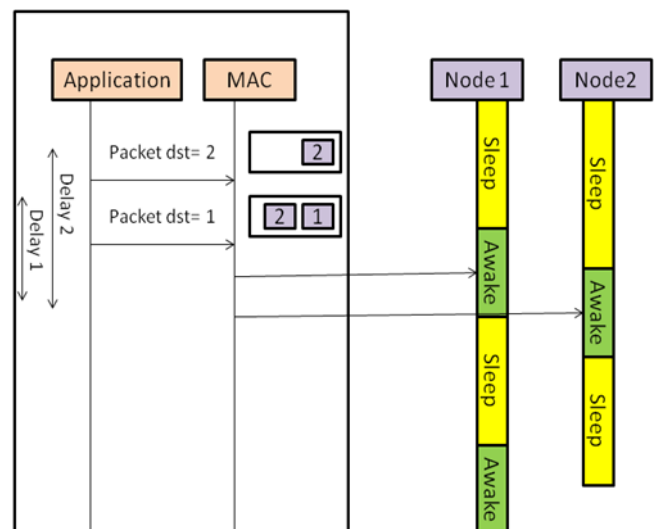 Application
MAC
Node 1
Node2
Packet dst= 2
2
Packet dst= 1
2 1
Delay 1
Delay 2
Sleep
Awake
Sleep
Awake
Sleep
Awake
Sleep